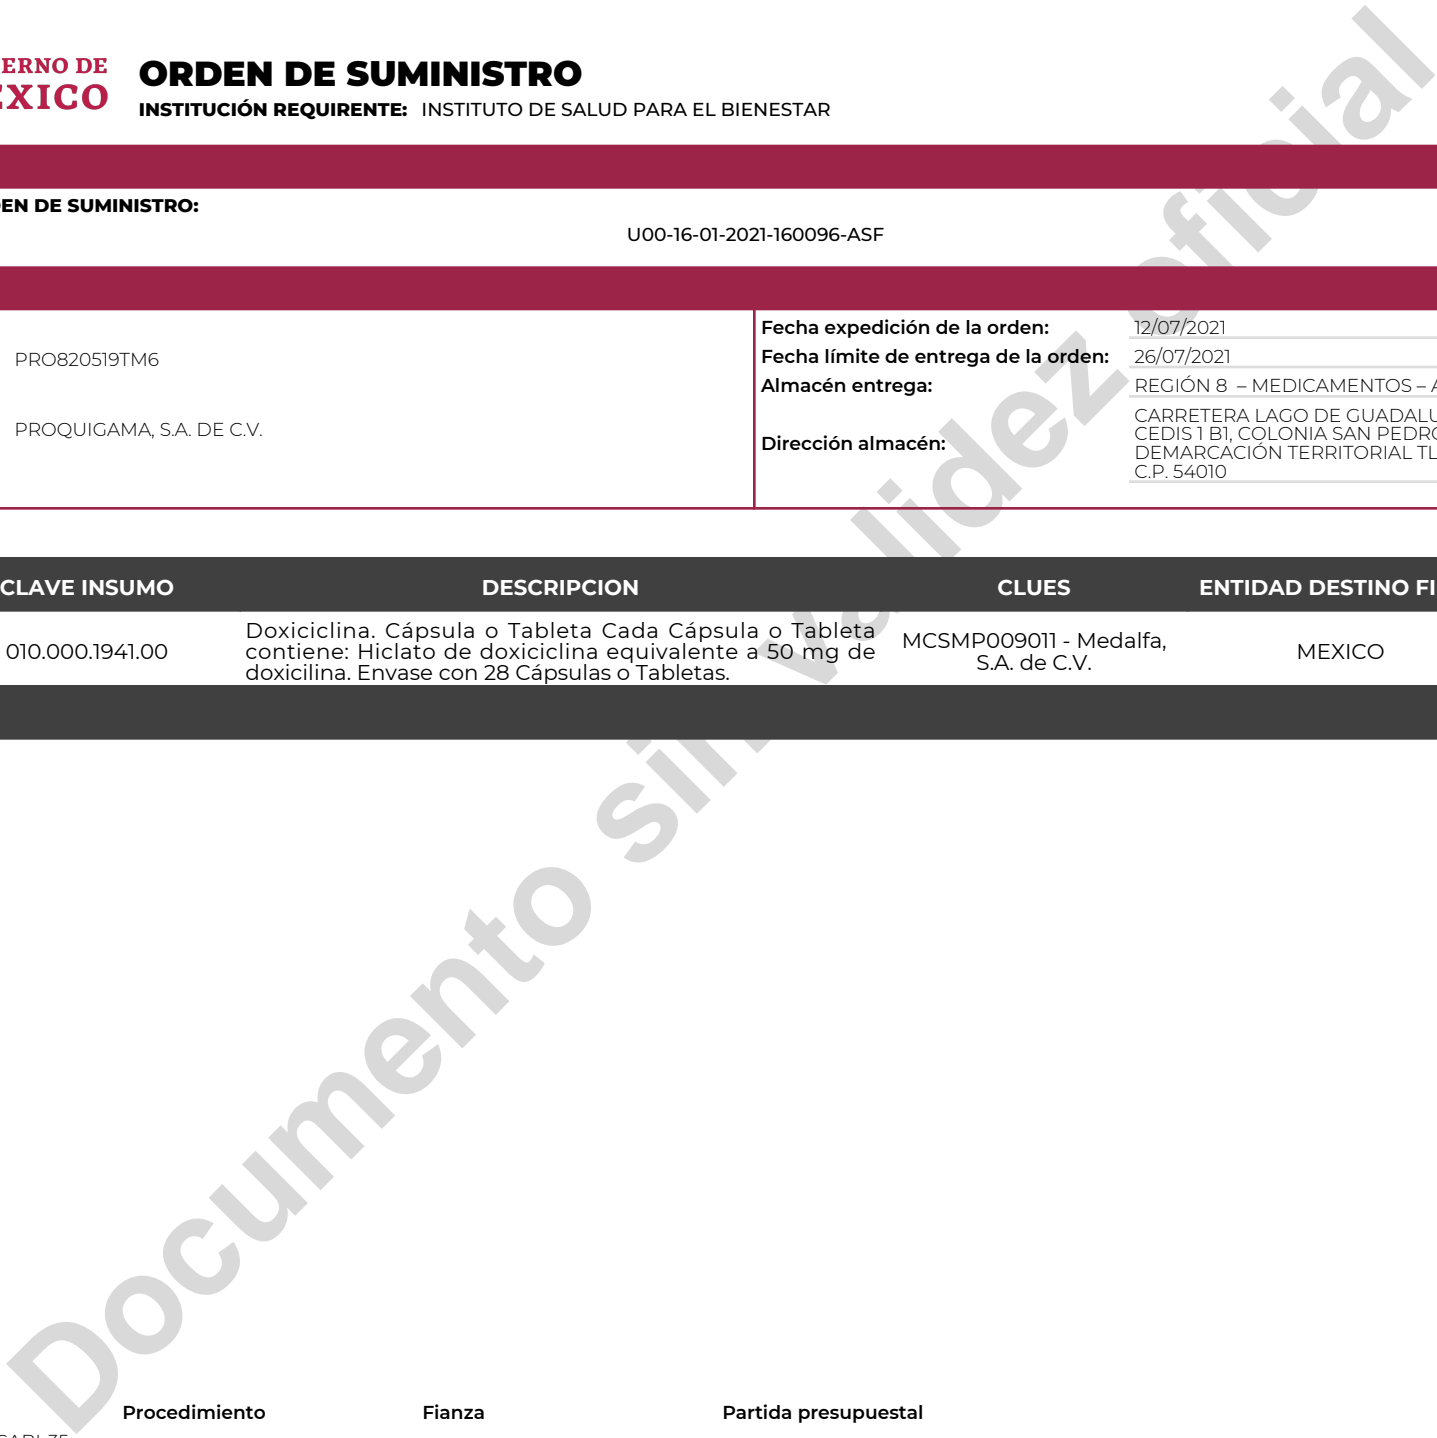 ERNO DE
EXICO
ORDEN DE SUMINISTRO
INSTITUCIÓN REQUIRENTE: INSTITUTO DE SALUD PARA EL BIENESTAR
EN DE SUMINISTRO:
U00-16-01-2021-160096-ASF
PRO820519TM6
PROQUIGAMA, S.A. DE C.V.
Fecha expedición de la orden: 12/07/2021
Fecha límite de entrega de la orden: 26/07/2021
Almacén entrega: REGIÓN 8 – MEDICAMENTOS –
Dirección almacén:
CARRETERA LAGO DE GUADALU
CEDIS 1 B1, COLONIA SAN PEDRO
DEMARCACIÓN TERRITORIAL TL
C.P. 54010
CLAVE INSUMO DESCRIPCION CLUES ENTIDAD DESTINO FI
010.000.1941.00
Doxiciclina. Cápsula o Tableta Cada Cápsula o Tableta
contiene: Hiclato de doxiciclina equivalente a 50 mg de
doxicilina. Envase con 28 Cápsulas o Tabletas.
MCSMP009011 - Medalfa,
S.A. de C.V.
MEXICO
Documento sin validez oficial
Procedimiento Fianza Partida presupuestal